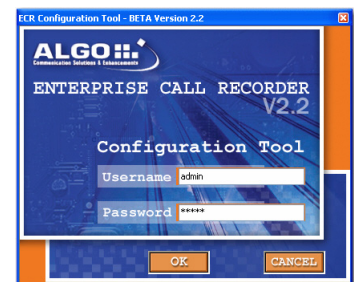 ECR Configuration Tool - BETA Version 2.2
ALGO
Communication Solutions & Enhancements
ENTERPRISE CALL RECORDER
V2.2
Configuration Tool
Username admin
Password *****
OK CANCEL